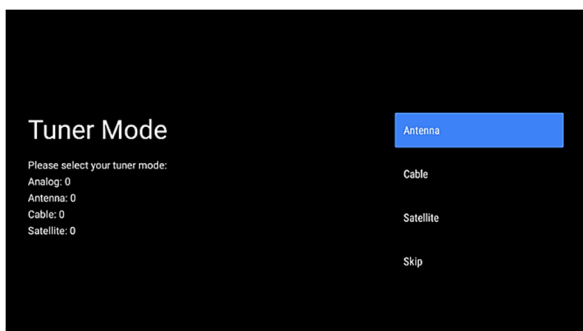 Tuner Mode
Please select your tuner mode:
Analog: 0
Antenna: 0
Cable: 0
Satellite: 0
Antenna
Cable
Satellite
Skip